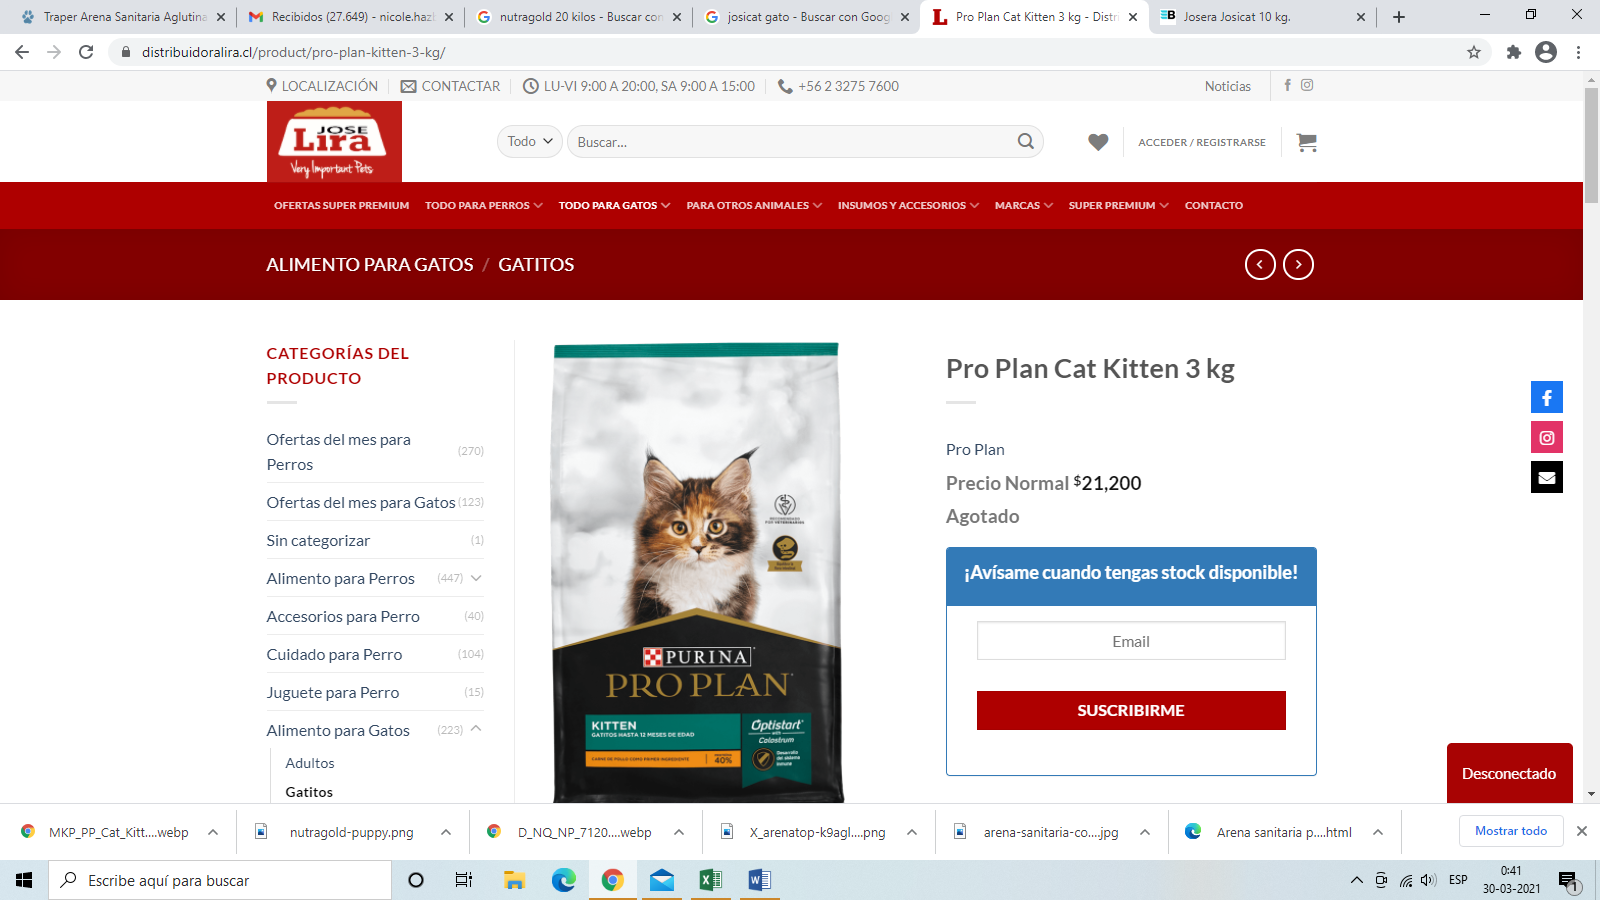 Traper Arena Sanitaria Aglutina
Recibidos (27.649) - nicole.haz
nutragold 20 kilos - Buscar con
josicat gato - Buscar con Goog
Pro Plan Cat Kitten 3 kg - Distri
Josera Josicat 10 kg.
distribuidoralira.cl/product/pro-plan-kitten-3-kg/
LOCALIZACIÓN
CONTACTAR
LU-VI 9:00 A 20:00, SA 9:00 A 15:00
+56 2 3275 7600
Noticias
JOSE
Lira
Very Important Pets
Todo
Buscar...
ACCEDER / REGISTRARSE
OFERTAS SUPER PREMIUM
TODO PARA PERROS
TODO PARA GATOS
PARA OTROS ANIMALES
INSUMOS Y ACCESORIOS
MARCAS
SUPER PREMIUM
CONTACTO
ALIMENTO PARA GATOS / GATITOS
CATEGORÍAS DEL
PRODUCTO
Ofertas del mes para
Perros (270)
Ofertas del mes para Gatos (123)
Sin categorizar (1)
Alimento para Perros (447)
Accesorios para Perro (40)
Cuidado para Perro (104)
Juguete para Perro (15)
Alimento para Gatos (223)
Adultos
Gatitos
PURINA
PRO PLAN
KITTEN
GATITOS HASTA 12 MESES DE EDAD
CARNE DE POLLO COMO PRIMER INGREDIENTE
40%
Optistart
with
Colostrum
Desarrollo
del sistema
inmune
Pro Plan Cat Kitten 3 kg
Pro Plan
Precio Normal $21,200
Agotado
¡Avísame cuando tengas stock disponible!
Email
SUSCRIBIRME
Desconectado
MKP_PP_Cat_Kitt....webp
nutragold-puppy.png
D_NQ_NP_7120....webp
X_arenatop-k9agl....png
arena-sanitaria-co....jpg
Arena sanitaria p....html
Mostrar todo
Escribe aquí para buscar
ESP
0:41
30-03-2021
1